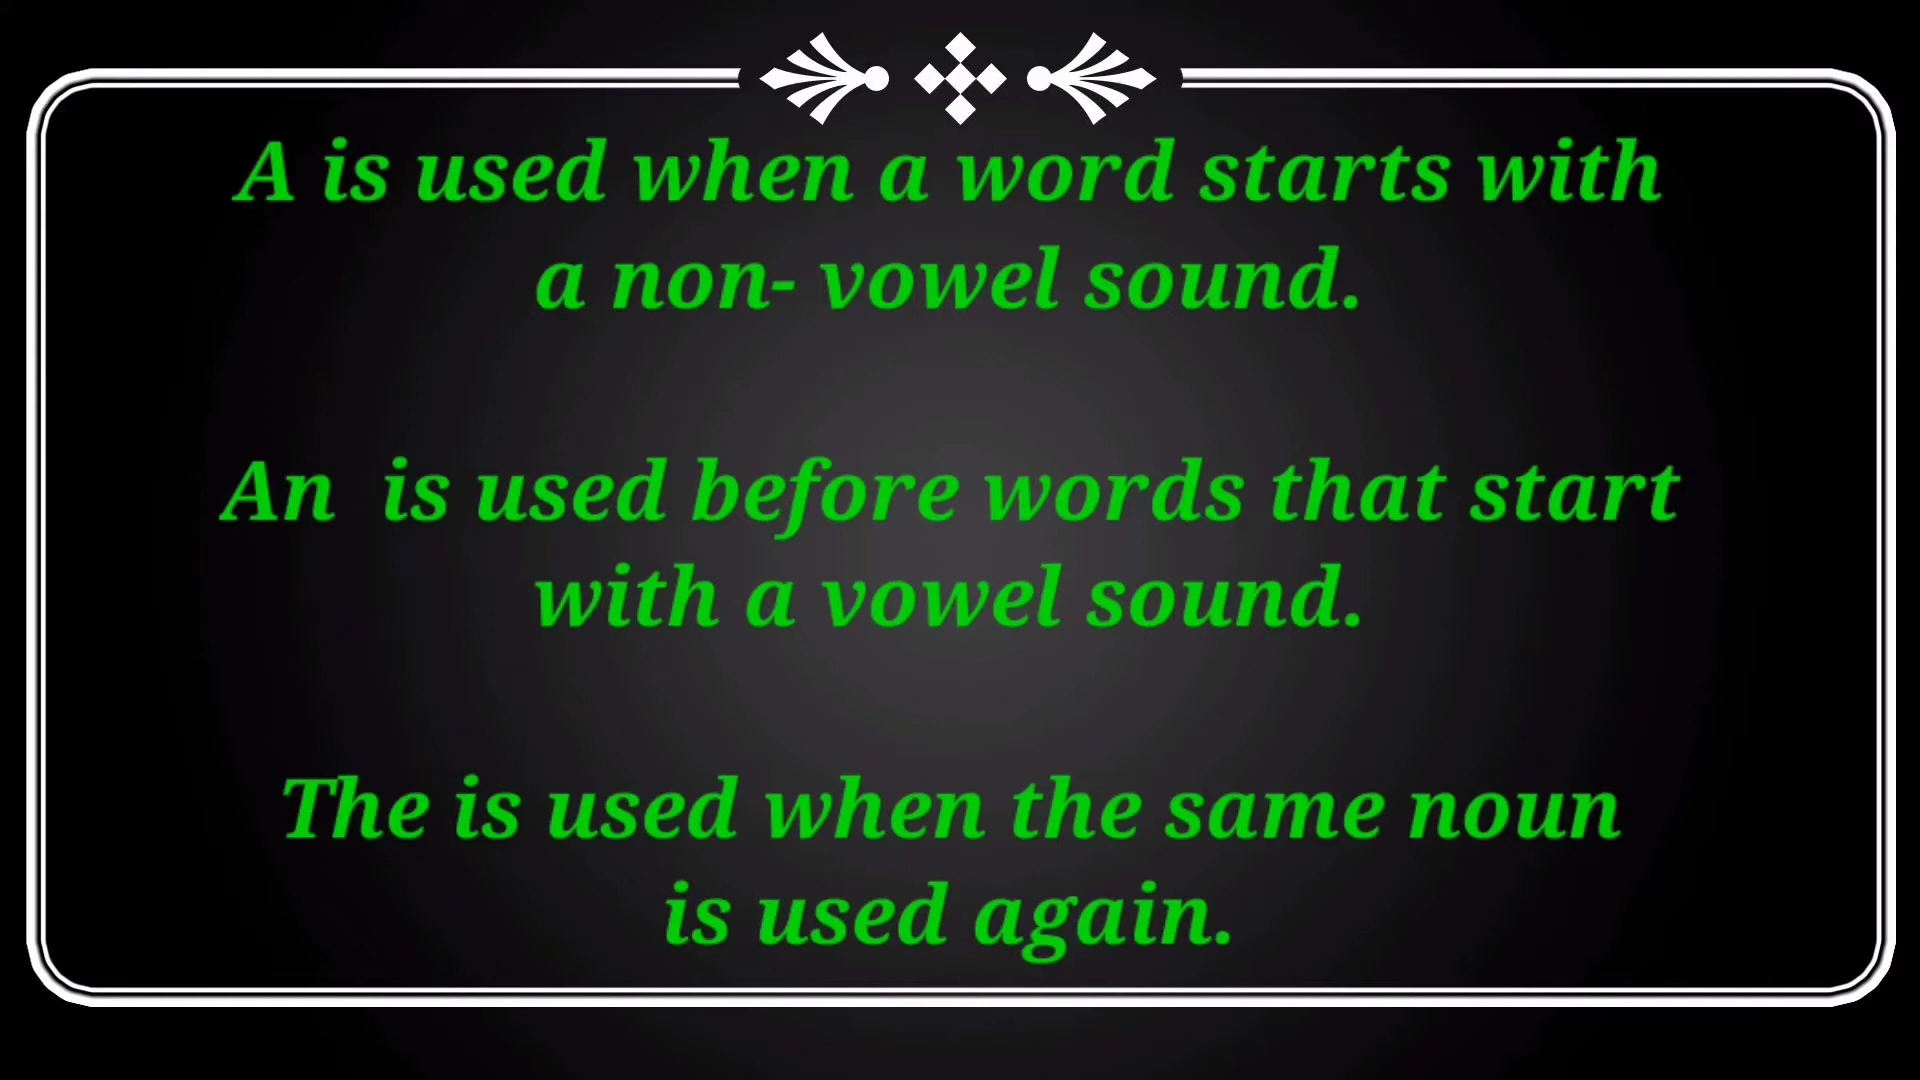 A is used when a word starts with
a non- vowel sound.
An  is used before words that start
with a vowel sound.
The is used when the same noun
is used again.